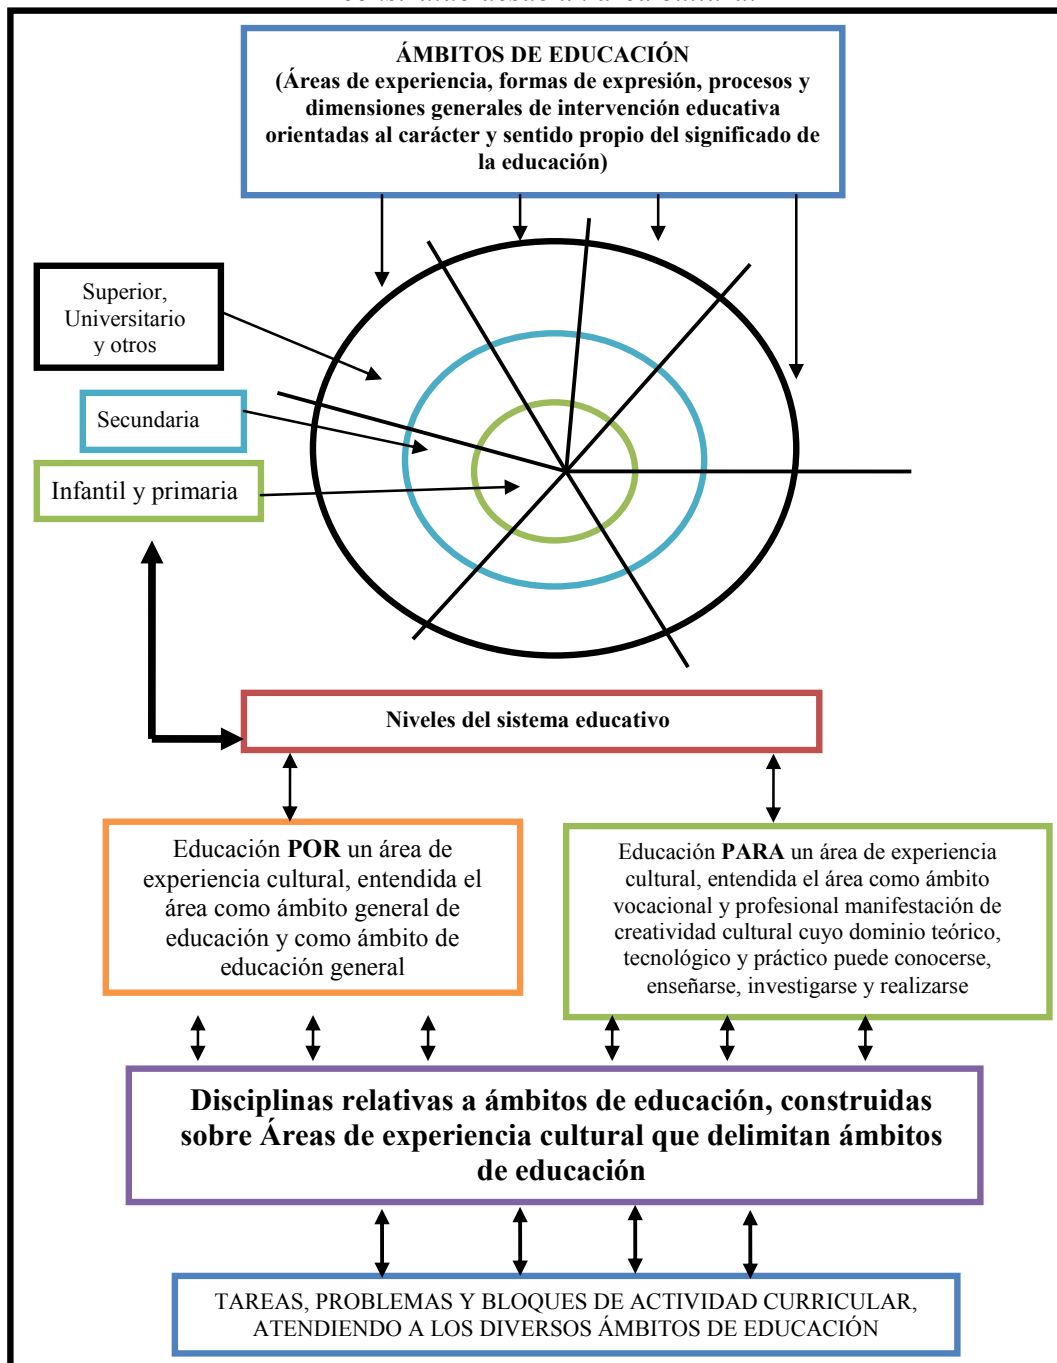 ÁMBITOS DE EDUCACIÓN
(Áreas de experiencia, formas de expresión, procesos y
dimensiones generales de intervención educativa
orientadas al carácter y sentido propio del significado de
la educación)
Superior,
Universitario
y otros
Secundaria
Infantil y primaria
Niveles del sistema educativo
Educación POR un área de
experiencia cultural, entendida el
área como ámbito general de
educación y como ámbito de
educación general
Educación PARA un área de experiencia
cultural, entendida el área como ámbito
vocacional y profesional manifestación de
creatividad cultural cuyo dominio teórico,
tecnológico y práctico puede conocerse,
enseñarse, investigarse y realizarse
Disciplinas relativas a ámbitos de educación, construidas
sobre Áreas de experiencia cultural que delimitan ámbitos
de educación
TAREAS, PROBLEMAS Y BLOQUES DE ACTIVIDAD CURRICULAR,
ATENDIENDO A LOS DIVERSOS ÁMBITOS DE EDUCACIÓN